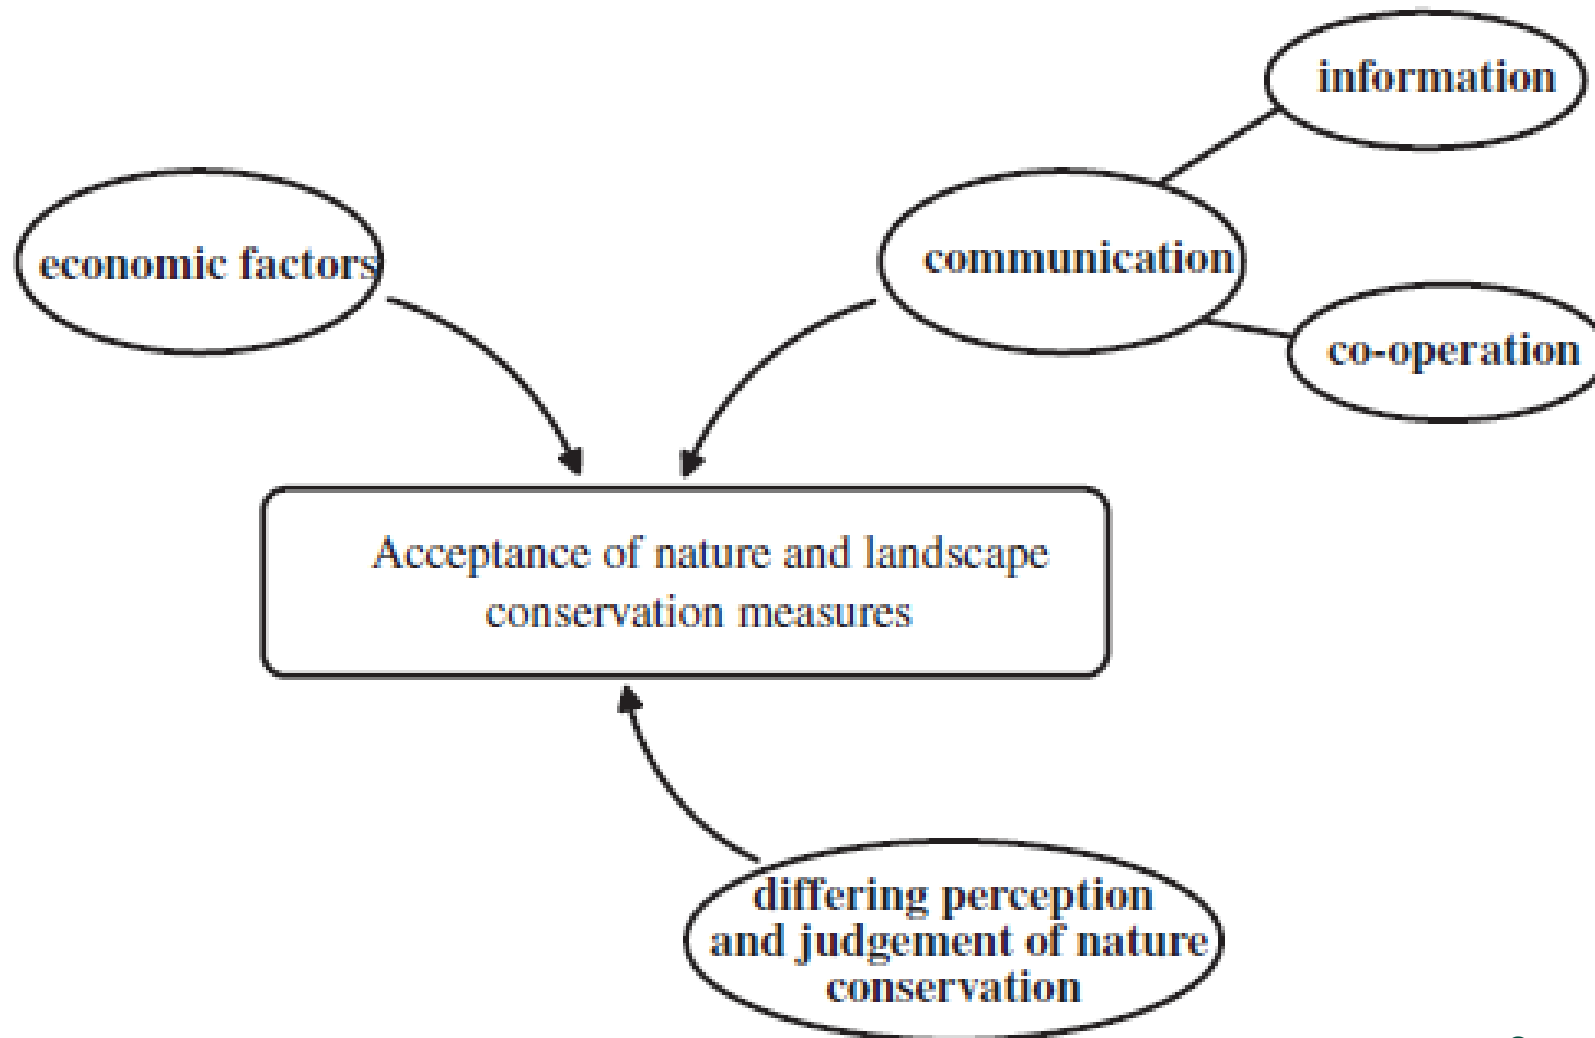 information
economic factors
communication
co-operation
Acceptance of nature and landscape
conservation measures
differing perception
and judgement of nature
conservation